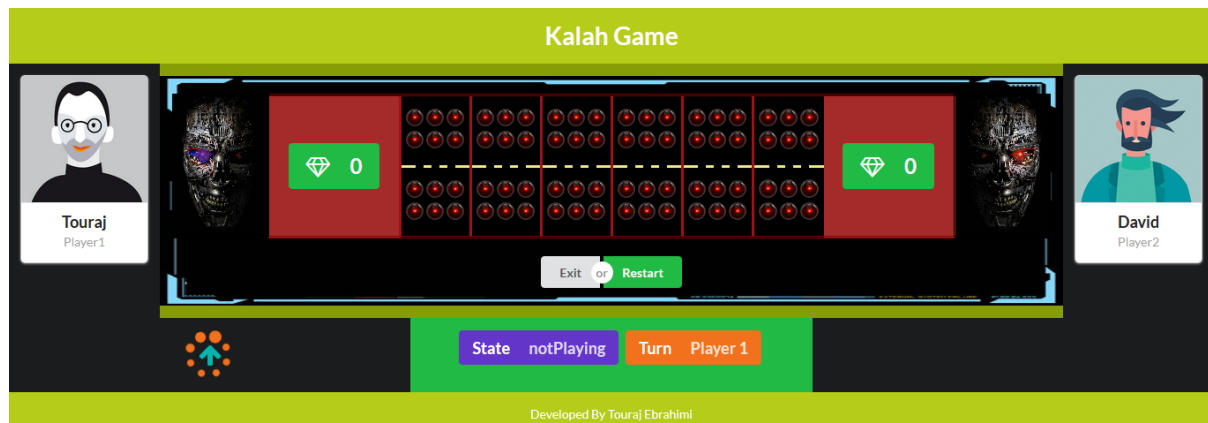 Kalah Game
Touraj
Player1
0
0
David
Player2
Exit or Restart
State notPlaying Turn Player 1
Developed By Touraj Ebrahimi